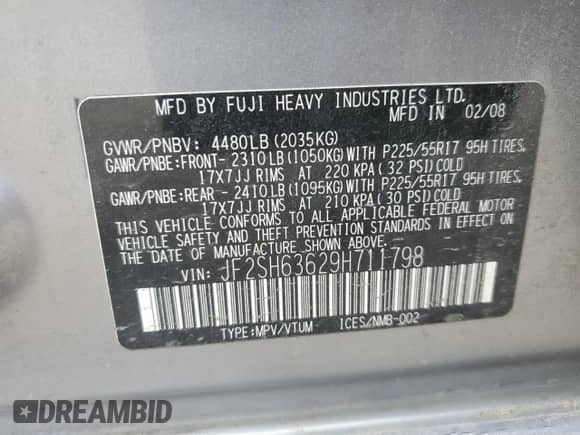 MFD BY FUJI HEAVY INDUSTRIES LTD.
MFD IN 02/08
GVWR/PNBV: 4480LB (2035KG)
GAWR/PNBE:FRONT- 2310LB(1050KG)WITH P225/55R17 95H TIRES,
17X7JJ RIMS AT 220 KPA( 32 PSI)COLD
GAWR/PNBE:REAR - 2410LB(1095KG)WITH P225/55R17 95H TIRES,
17X7JJ RIMS AT 210 KPA( 30 PSI)COLD
THIS VEHICLE CONFORMS TO ALL APPLICABLE FEDERAL MOTOR
VEHICLE SAFETY AND THEFT PREVENTION STANDARDS IN EFFECT ON
THE DATE OF MANUFACTURE SHOWN ABOVE.
VIN: JF2SH63629H711798
TYPE:MPV/VTUM ICES/NMB-002
DREAMBID